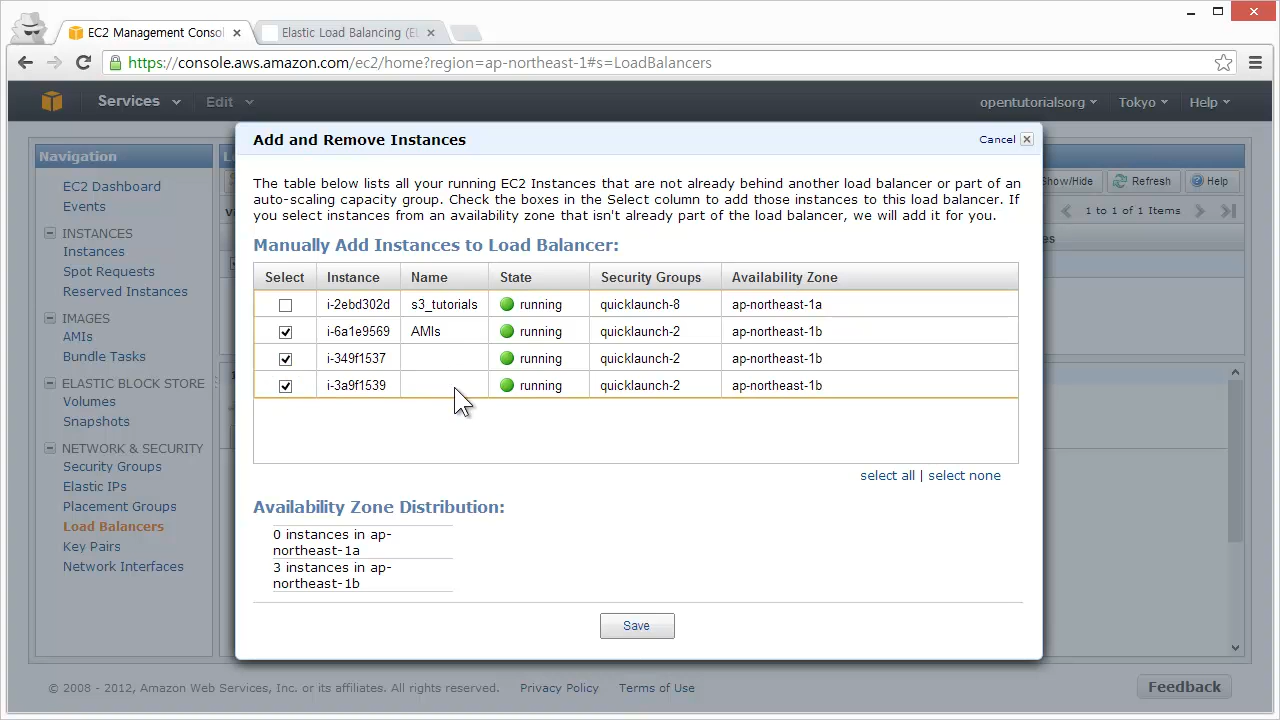 EC2 Management Consol
Elastic Load Balancing (El
https://console.aws.amazon.com/ec2/home?region=ap-northeast-1#s=LoadBalancers
Services
Edit
opentutorialsorg
Tokyo
Help
Navigation
EC2 Dashboard
Events
INSTANCES
Instances
Spot Requests
Reserved Instances
IMAGES
AMIs
Bundle Tasks
ELASTIC BLOCK STORE
Volumes
Snapshots
NETWORK & SECURITY
Security Groups
Elastic IPs
Placement Groups
Load Balancers
Key Pairs
Network Interfaces
Show/Hide
Refresh
Help
1 to 1 of 1 Items
Add and Remove Instances
Cancel
The table below lists all your running EC2 Instances that are not already behind another load balancer or part of an
auto-scaling capacity group. Check the boxes in the Select column to add those instances to this load balancer. If
you select instances from an availability zone that isn't already part of the load balancer, we will add it for you.
Manually Add Instances to Load Balancer:
Select Instance Name State Security Groups Availability Zone
i-2ebd302d s3_tutorials running quicklaunch-8 ap-northeast-1a
i-6a1e9569 AMIs running quicklaunch-2 ap-northeast-1b
i-349f1537 running quicklaunch-2 ap-northeast-1b
i-3a9f1539 running quicklaunch-2 ap-northeast-1b
select all | select none
Availability Zone Distribution:
0 instances in ap-
northeast-1a
3 instances in ap-
northeast-1b
Save
© 2008 - 2012, Amazon Web Services, Inc. or its affiliates. All rights reserved. Privacy Policy Terms of Use
Feedback